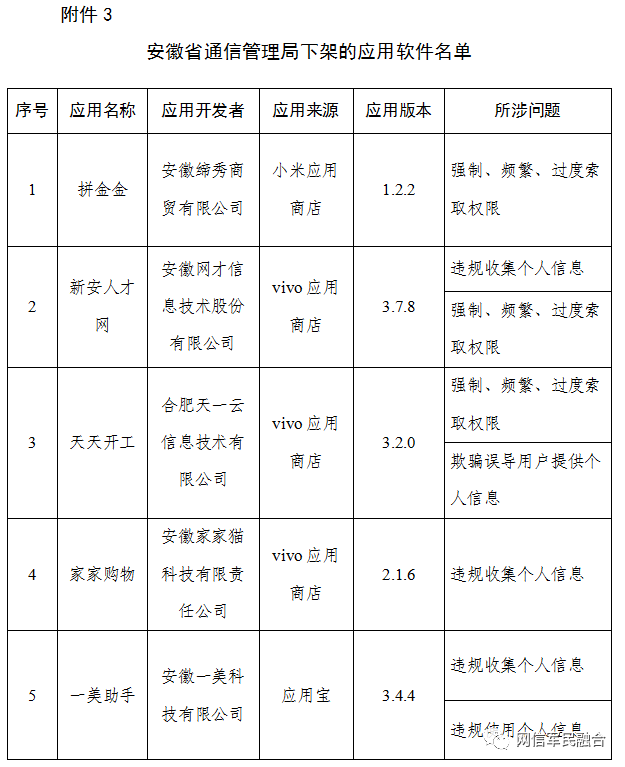 附件 3
安徽省通信管理局下架的应用软件名单
序号 应用名称 应用开发者 应用来源 应用版本 所涉问题
1
拼金金
安徽缔秀商
贸有限公司
小米应用
商店
1.2.2
强制、频繁、过度索
取权限
2
新安人才
网
安徽网才信
息技术股份
有限公司
vivo 应用
商店
3.7.8
违规收集个人信息
强制、频繁、过度索
取权限
3
天天开工
合肥天一云
信息技术有
限公司
vivo 应用
商店
3.2.0
强制、频繁、过度索
取权限
欺骗误导用户提供个
人信息
4
家家购物
安徽家家猫
科技有限责
任公司
vivo 应用
商店
2.1.6
违规收集个人信息
5
一美助手
安徽一美科
技有限公司
应用宝
3.4.4
违规收集个人信息
违规使用个人信息
网信军民融合